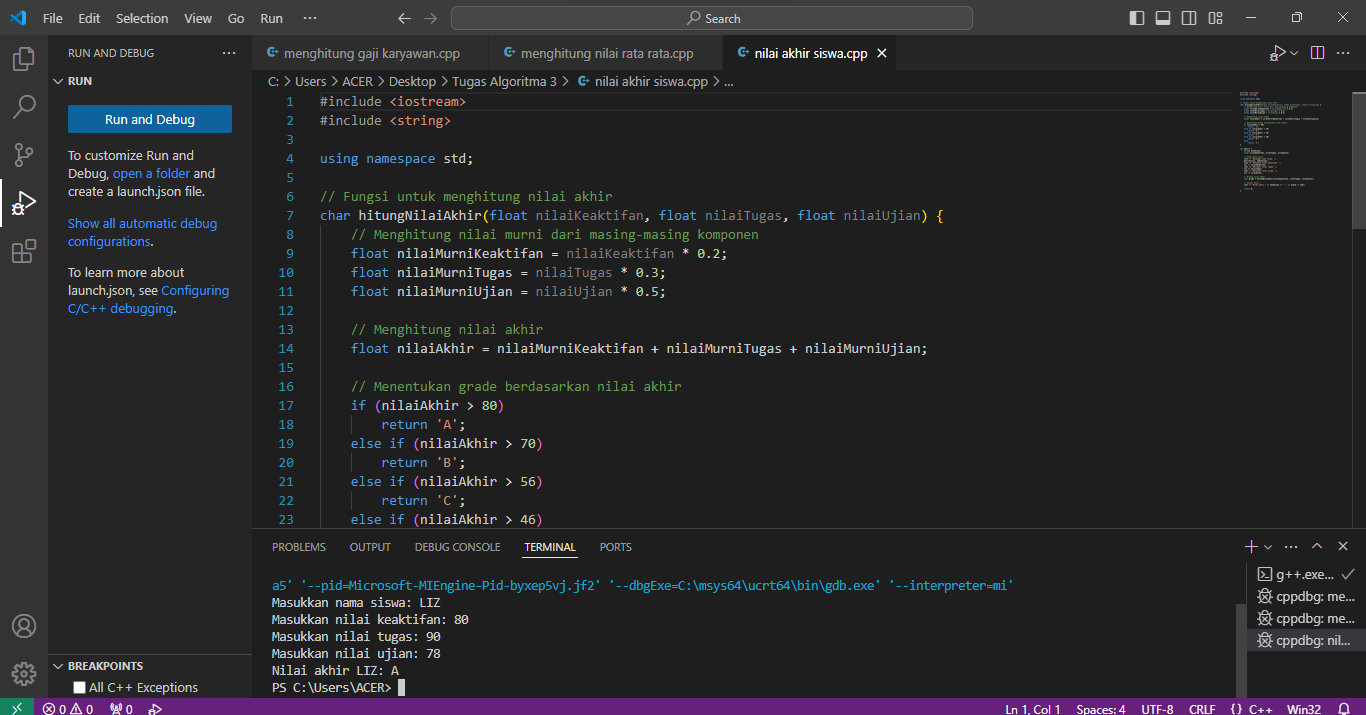 File Edit Selection View Go Run ··· Search
RUN AND DEBUG ···
RUN
Run and Debug
To customize Run and
Debug, open a folder and
create a launch.json file.
Show all automatic debug
configurations.
To learn more about
launch.json, see Configuring
C/C++ debugging.
BREAKPOINTS
All C++ Exceptions
menghitung gaji karyawan.cpp menghitung nilai rata rata.cpp nilai akhir siswa.cpp
C: > Users > ACER > Desktop > Tugas Algoritma 3 > nilai akhir siswa.cpp > ...
1 #include <iostream>
2 #include <string>
3
4 using namespace std;
5
6 // Fungsi untuk menghitung nilai akhir
7 char hitungNilaiAkhir(float nilaiKeaktifan, float nilaiTugas, float nilaiUjian) {
8 // Menghitung nilai murni dari masing-masing komponen
9 float nilaiMurniKeaktifan = nilaiKeaktifan * 0.2;
10 float nilaiMurniTugas = nilaiTugas * 0.3;
11 float nilaiMurniUjian = nilaiUjian * 0.5;
12
13 // Menghitung nilai akhir
14 float nilaiAkhir = nilaiMurniKeaktifan + nilaiMurniTugas + nilaiMurniUjian;
15
16 // Menentukan grade berdasarkan nilai akhir
17 if (nilaiAkhir > 80)
18 return 'A';
19 else if (nilaiAkhir > 70)
20 return 'B';
21 else if (nilaiAkhir > 56)
22 return 'C';
23 else if (nilaiAkhir > 46)
PROBLEMS OUTPUT DEBUG CONSOLE TERMINAL PORTS
a5' '--pid=Microsoft-MIEngine-Pid-byxep5vj.jf2' '--dbgExe=C:\msys64\ucrt64\bin\gdb.exe' '--interpreter=mi'
Masukkan nama siswa: LIZ
Masukkan nilai keaktifan: 80
Masukkan nilai tugas: 90
Masukkan nilai ujian: 78
Nilai akhir LIZ: A
PS C:\Users\ACER>
g++.exe...
cppdbg: me...
cppdbg: me...
cppdbg: nil...
0 0 0 Ln 1, Col 1 Spaces: 4 UTF-8 CRLF {} C++ Win32